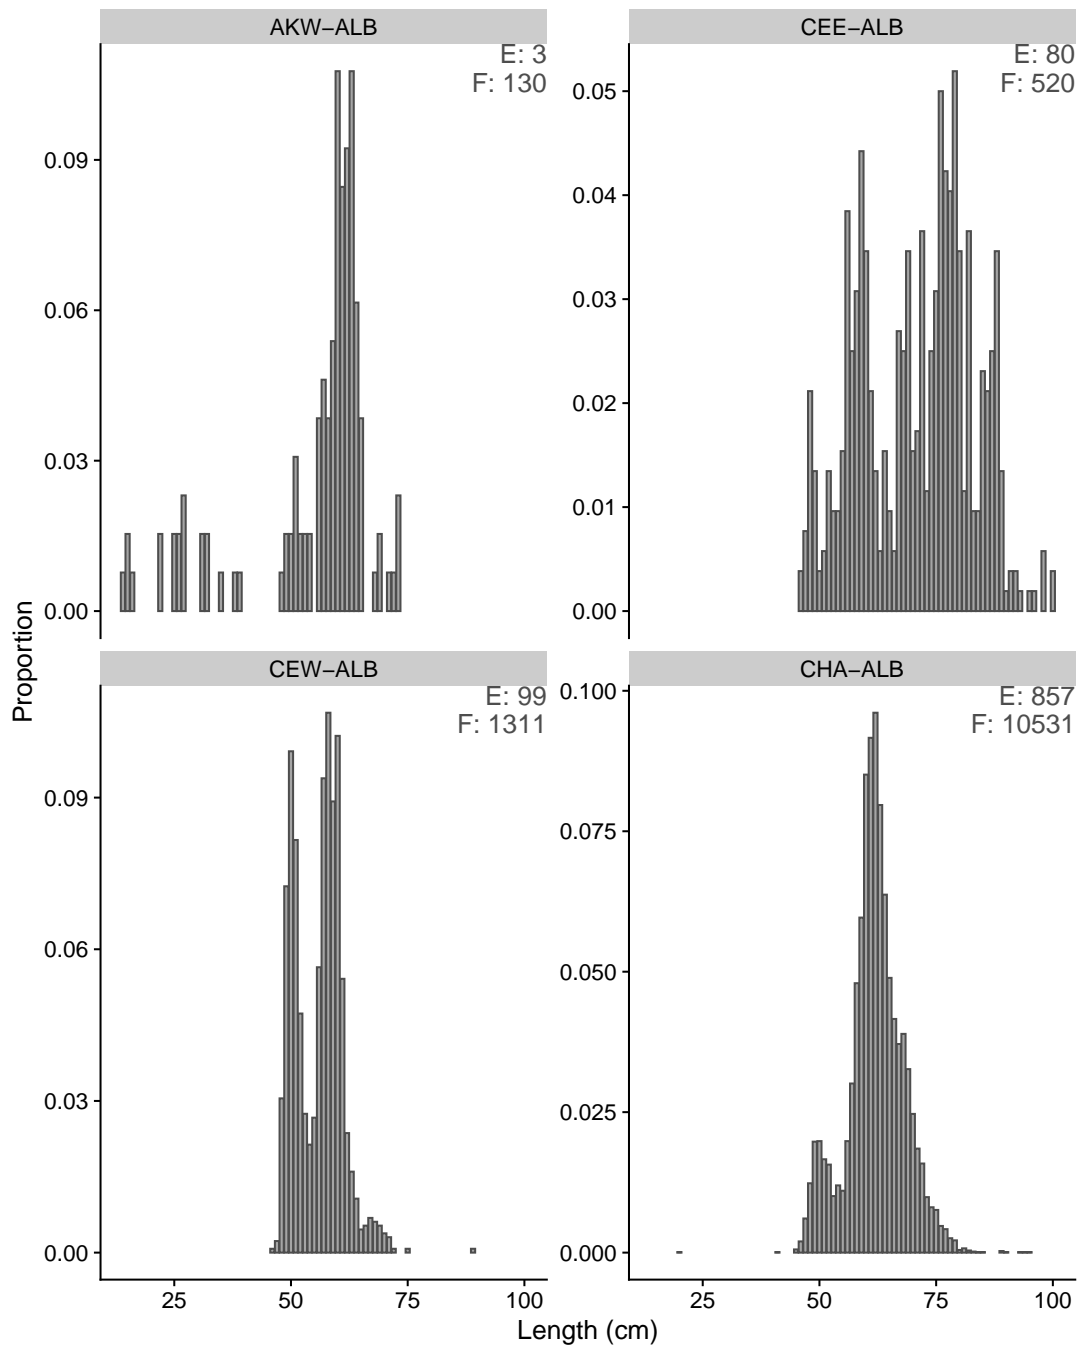 AKW−ALB
E: 3
F: 130
0.09
0.06
0.03
0.00
CEE−ALB
E: 80
F: 520
0.05
0.04
0.03
0.02
0.01
0.00
CEW−ALB
E: 99
F: 1311
0.09
0.06
0.03
0.00
25
50
75
100
CHA−ALB
E: 857
F: 10531
0.100
0.075
0.050
0.025
0.000
25
50
75
100
Proportion
Length (cm)